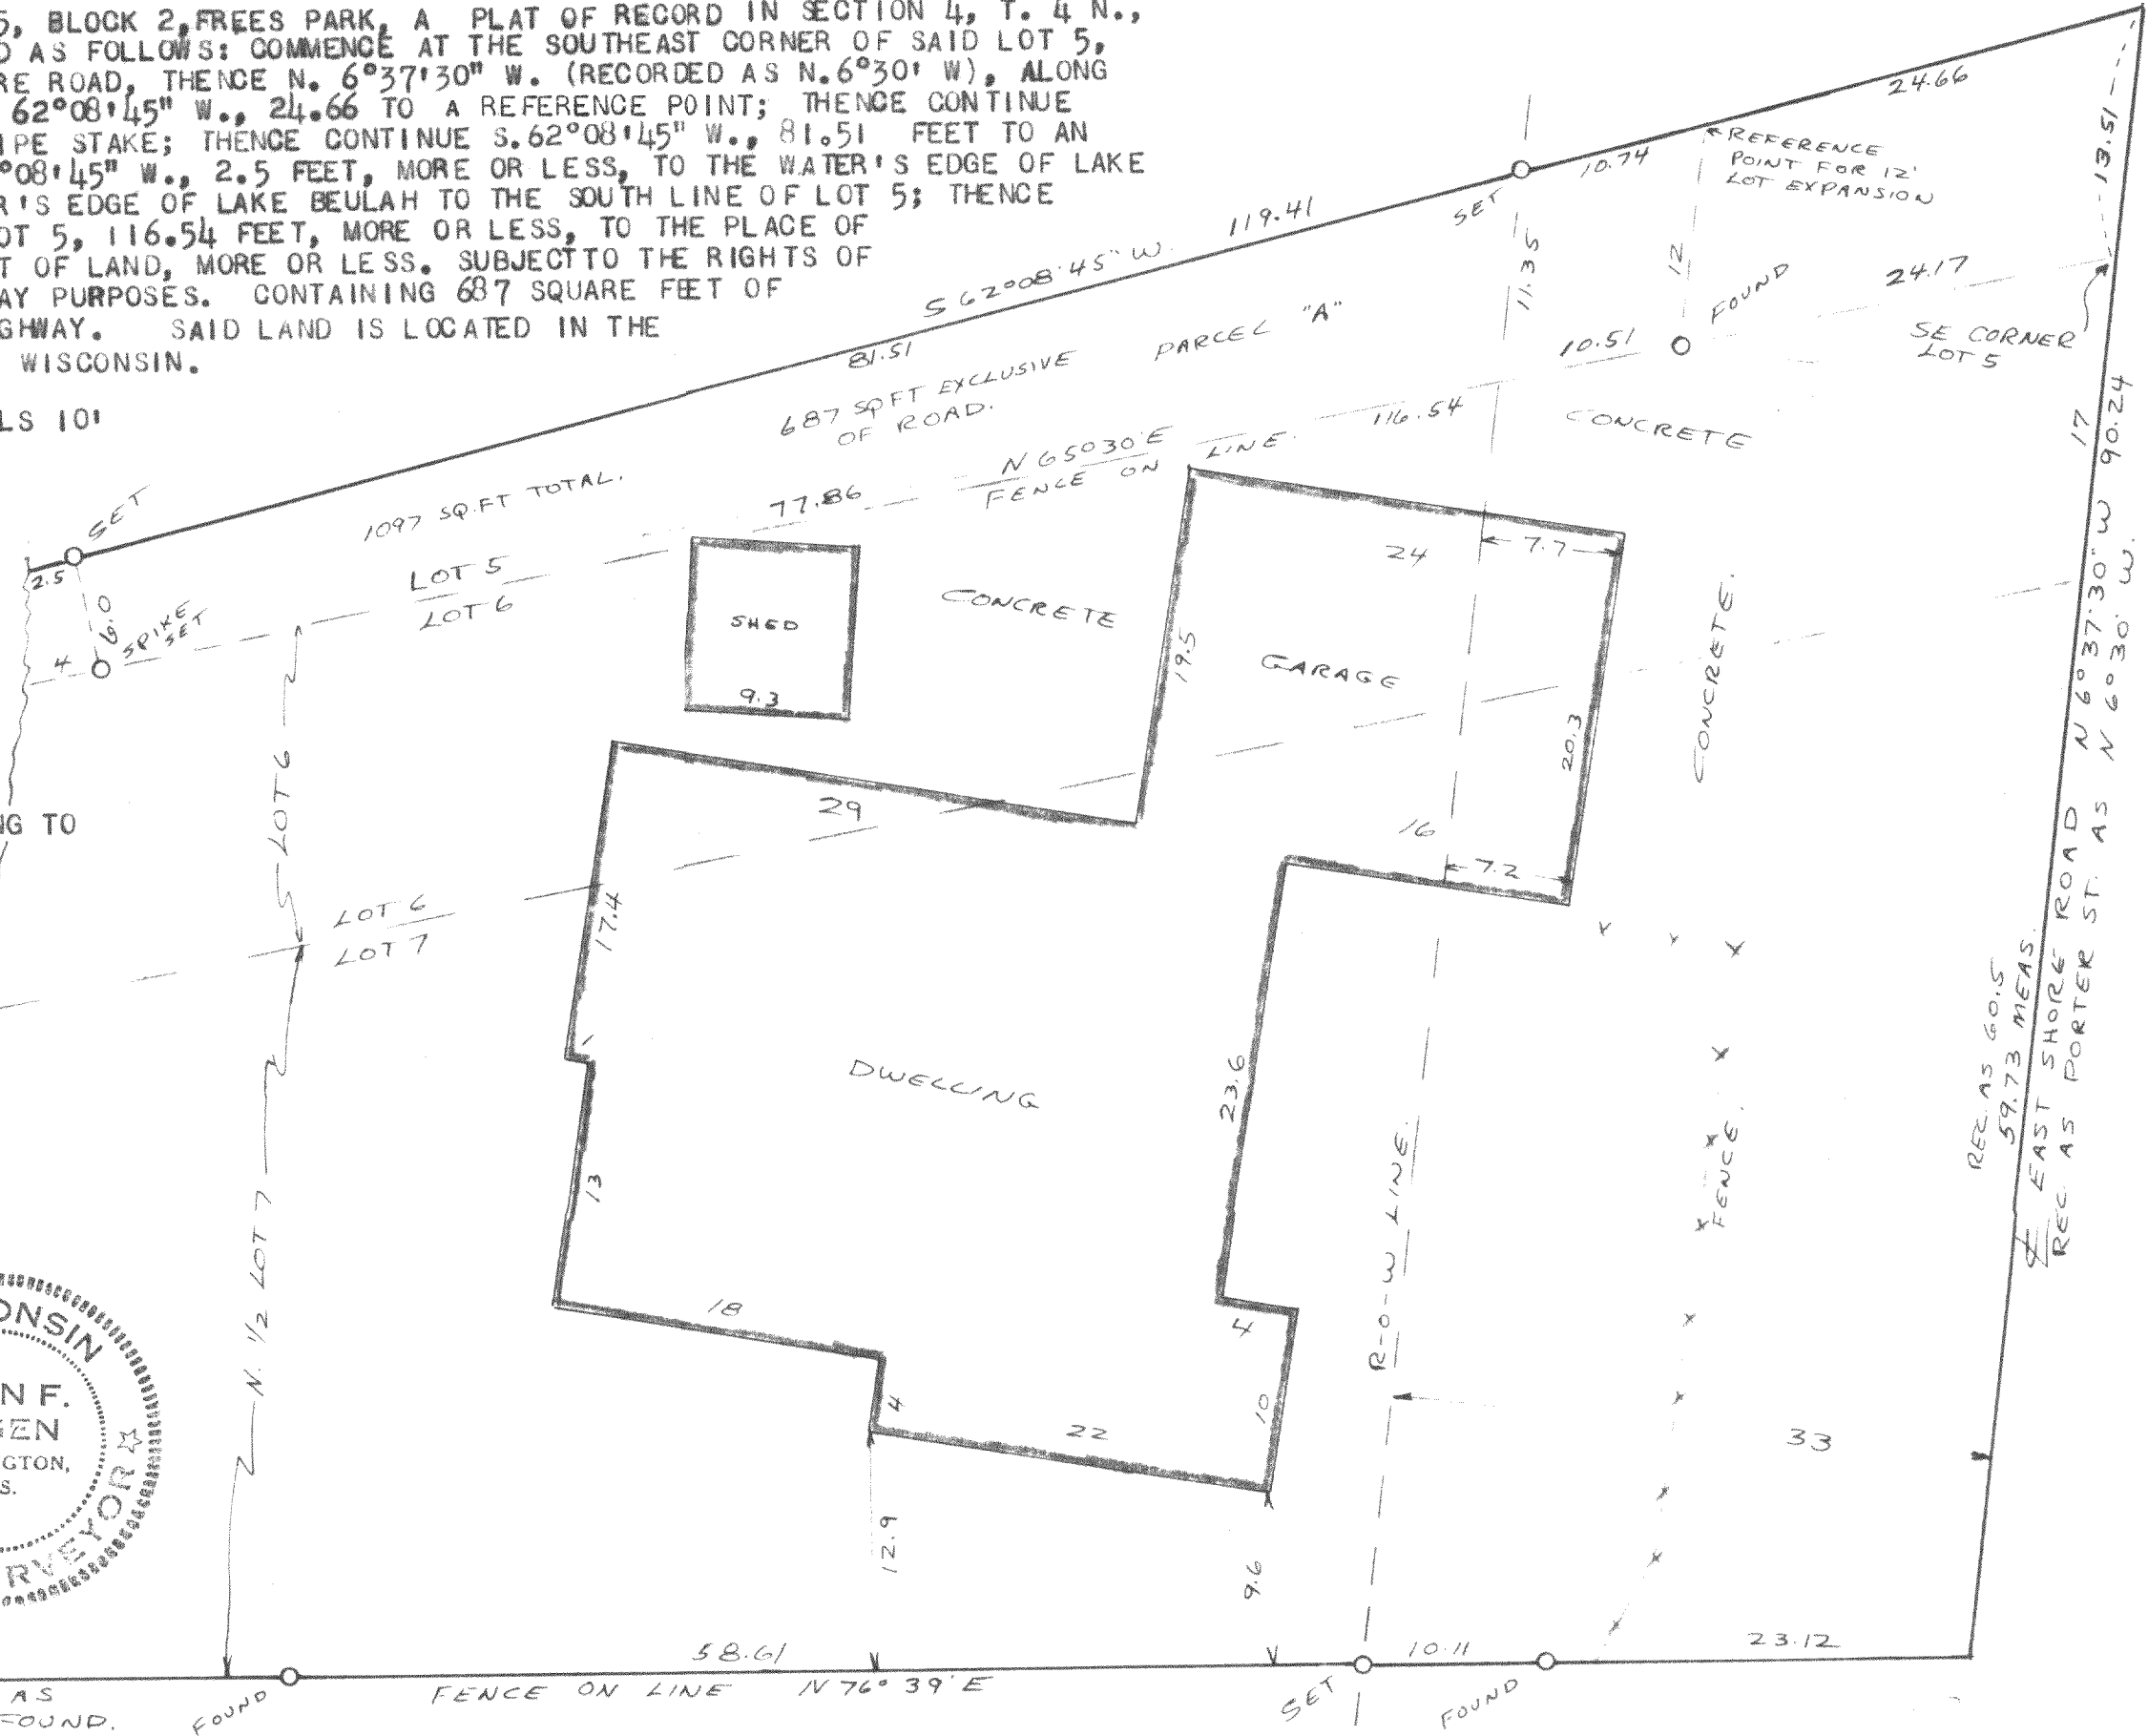 5, BLOCK 2, FREES PARK, A PLAT OF RECORD IN SECTION 4, T. 4 N.,
D AS FOLLOWS: COMMENCE AT THE SOUTHEAST CORNER OF SAID LOT 5,
RE ROAD, THENCE N. 6°37'30" W. (RECORDED AS N.6°30' W), ALONG
62°08'45" W., 24.66 TO A REFERENCE POINT; THENCE CONTINUE
IPE STAKE; THENCE CONTINUE S.62°08'45" W., 81.51 FEET TO AN
°08'45" W., 2.5 FEET, MORE OR LESS, TO THE WATER'S EDGE OF LAKE
R'S EDGE OF LAKE BEULAH TO THE SOUTH LINE OF LOT 5; THENCE
OT 5, 116.54 FEET, MORE OR LESS, TO THE PLACE OF
T OF LAND, MORE OR LESS. SUBJECT TO THE RIGHTS OF
AY PURPOSES. CONTAINING 687 SQUARE FEET OF
GHWAY. SAID LAND IS LOCATED IN THE
WISCONSIN.
LS 10'
NG TO
24.66
13.51
REFERENCE
POINT FOR 12'
LOT EXPANSION
10.74
SET
119.41
S 62°08'45" W.
81.51
11.35
12
FOUND
24.17
SE CORNER
LOT 5
10.51
PARCEL "A"
687 SQ FT EXCLUSIVE
OF ROAD.
116.54
N 65°30'E
FENCE ON LINE.
77.86
1097 SQ.FT TOTAL.
CONCRETE
17
90.24
SET
2.5
6.0
SPIKE
SET
4
LOT 5
LOT 6
SHED
9.3
CONCRETE
24
7.7
19.5
GARAGE
20.3
CONCRETE.
16
7.2
LOT 6
29
17.4
LOT 6
LOT 7
1
DWELLING
23.6
13
18
4
22
4
10
12.9
9.6
N. 1/2 LOT 7
R-O-W LINE.
FENCE.
33
REC. AS 60.5
59.73 MEAS.
℄ EAST SHORE ROAD N 6°37'30" W
REC. AS PORTER ST. AS N 6°30' W.
ONSIN
N F.
EN
GTON,
S.
RVEYOR
58.61
10.11
23.12
AS
FOUND.
FOUND
FENCE ON LINE N 76° 39' E
SET
FOUND